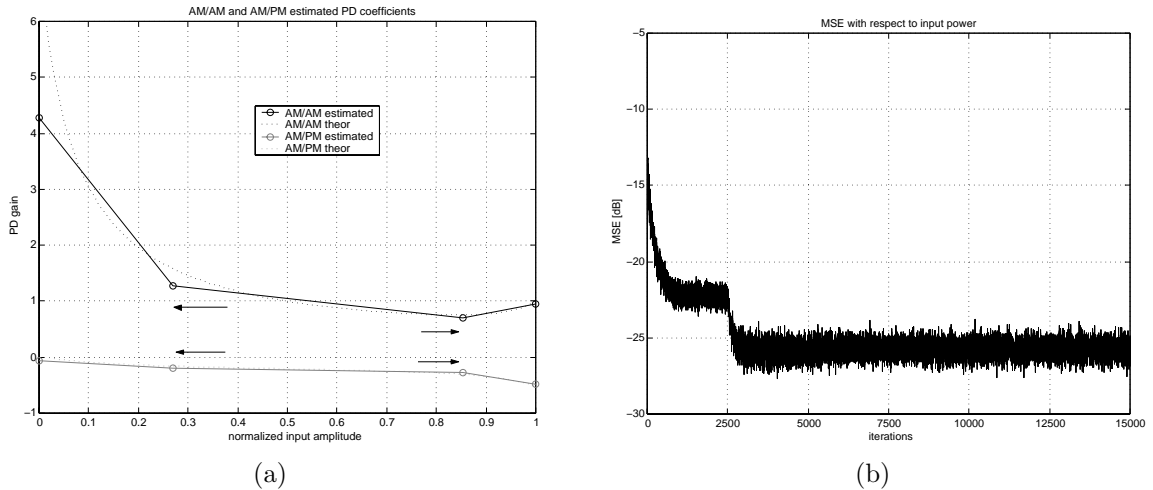 AM/AM and AM/PM estimated PD coefficients
6
5
4
3
2
1
0
−1
PD gain
AM/AM estimated
AM/AM theor
AM/PM estimated
AM/PM theor
0 0.1 0.2 0.3 0.4 0.5 0.6 0.7 0.8 0.9 1
normalized input amplitude
(a)
MSE with respect to input power
−5
−10
−15
−20
−25
−30
MSE [dB]
0 2500 5000 7500 10000 12500 15000
iterations
(b)